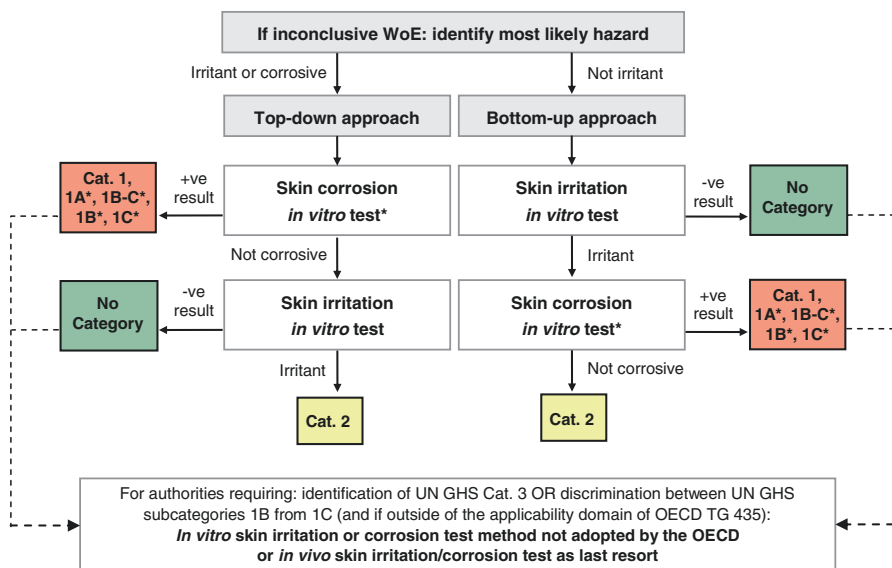 If inconclusive WoE: identify most likely hazard
Irritant or corrosive
Not irritant
Top-down approach
Bottom-up approach
Cat. 1,
1A*, 1B-C*,
1B*, 1C*
+ve
result
Skin corrosion
in vitro test*
Skin irritation
in vitro test
-ve
result
No
Category
Not corrosive
Irritant
No
Category
-ve
result
Skin irritation
in vitro test
Skin corrosion
in vitro test*
+ve
result
Cat. 1,
1A*, 1B-C*,
1B*, 1C*
Irritant
Not corrosive
Cat. 2
Cat. 2
For authorities requiring: identification of UN GHS Cat. 3 OR discrimination between UN GHS
subcategories 1B from 1C (and if outside of the applicability domain of OECD TG 435):
In vitro skin irritation or corrosion test method not adopted by the OECD
or in vivo skin irritation/corrosion test as last resort